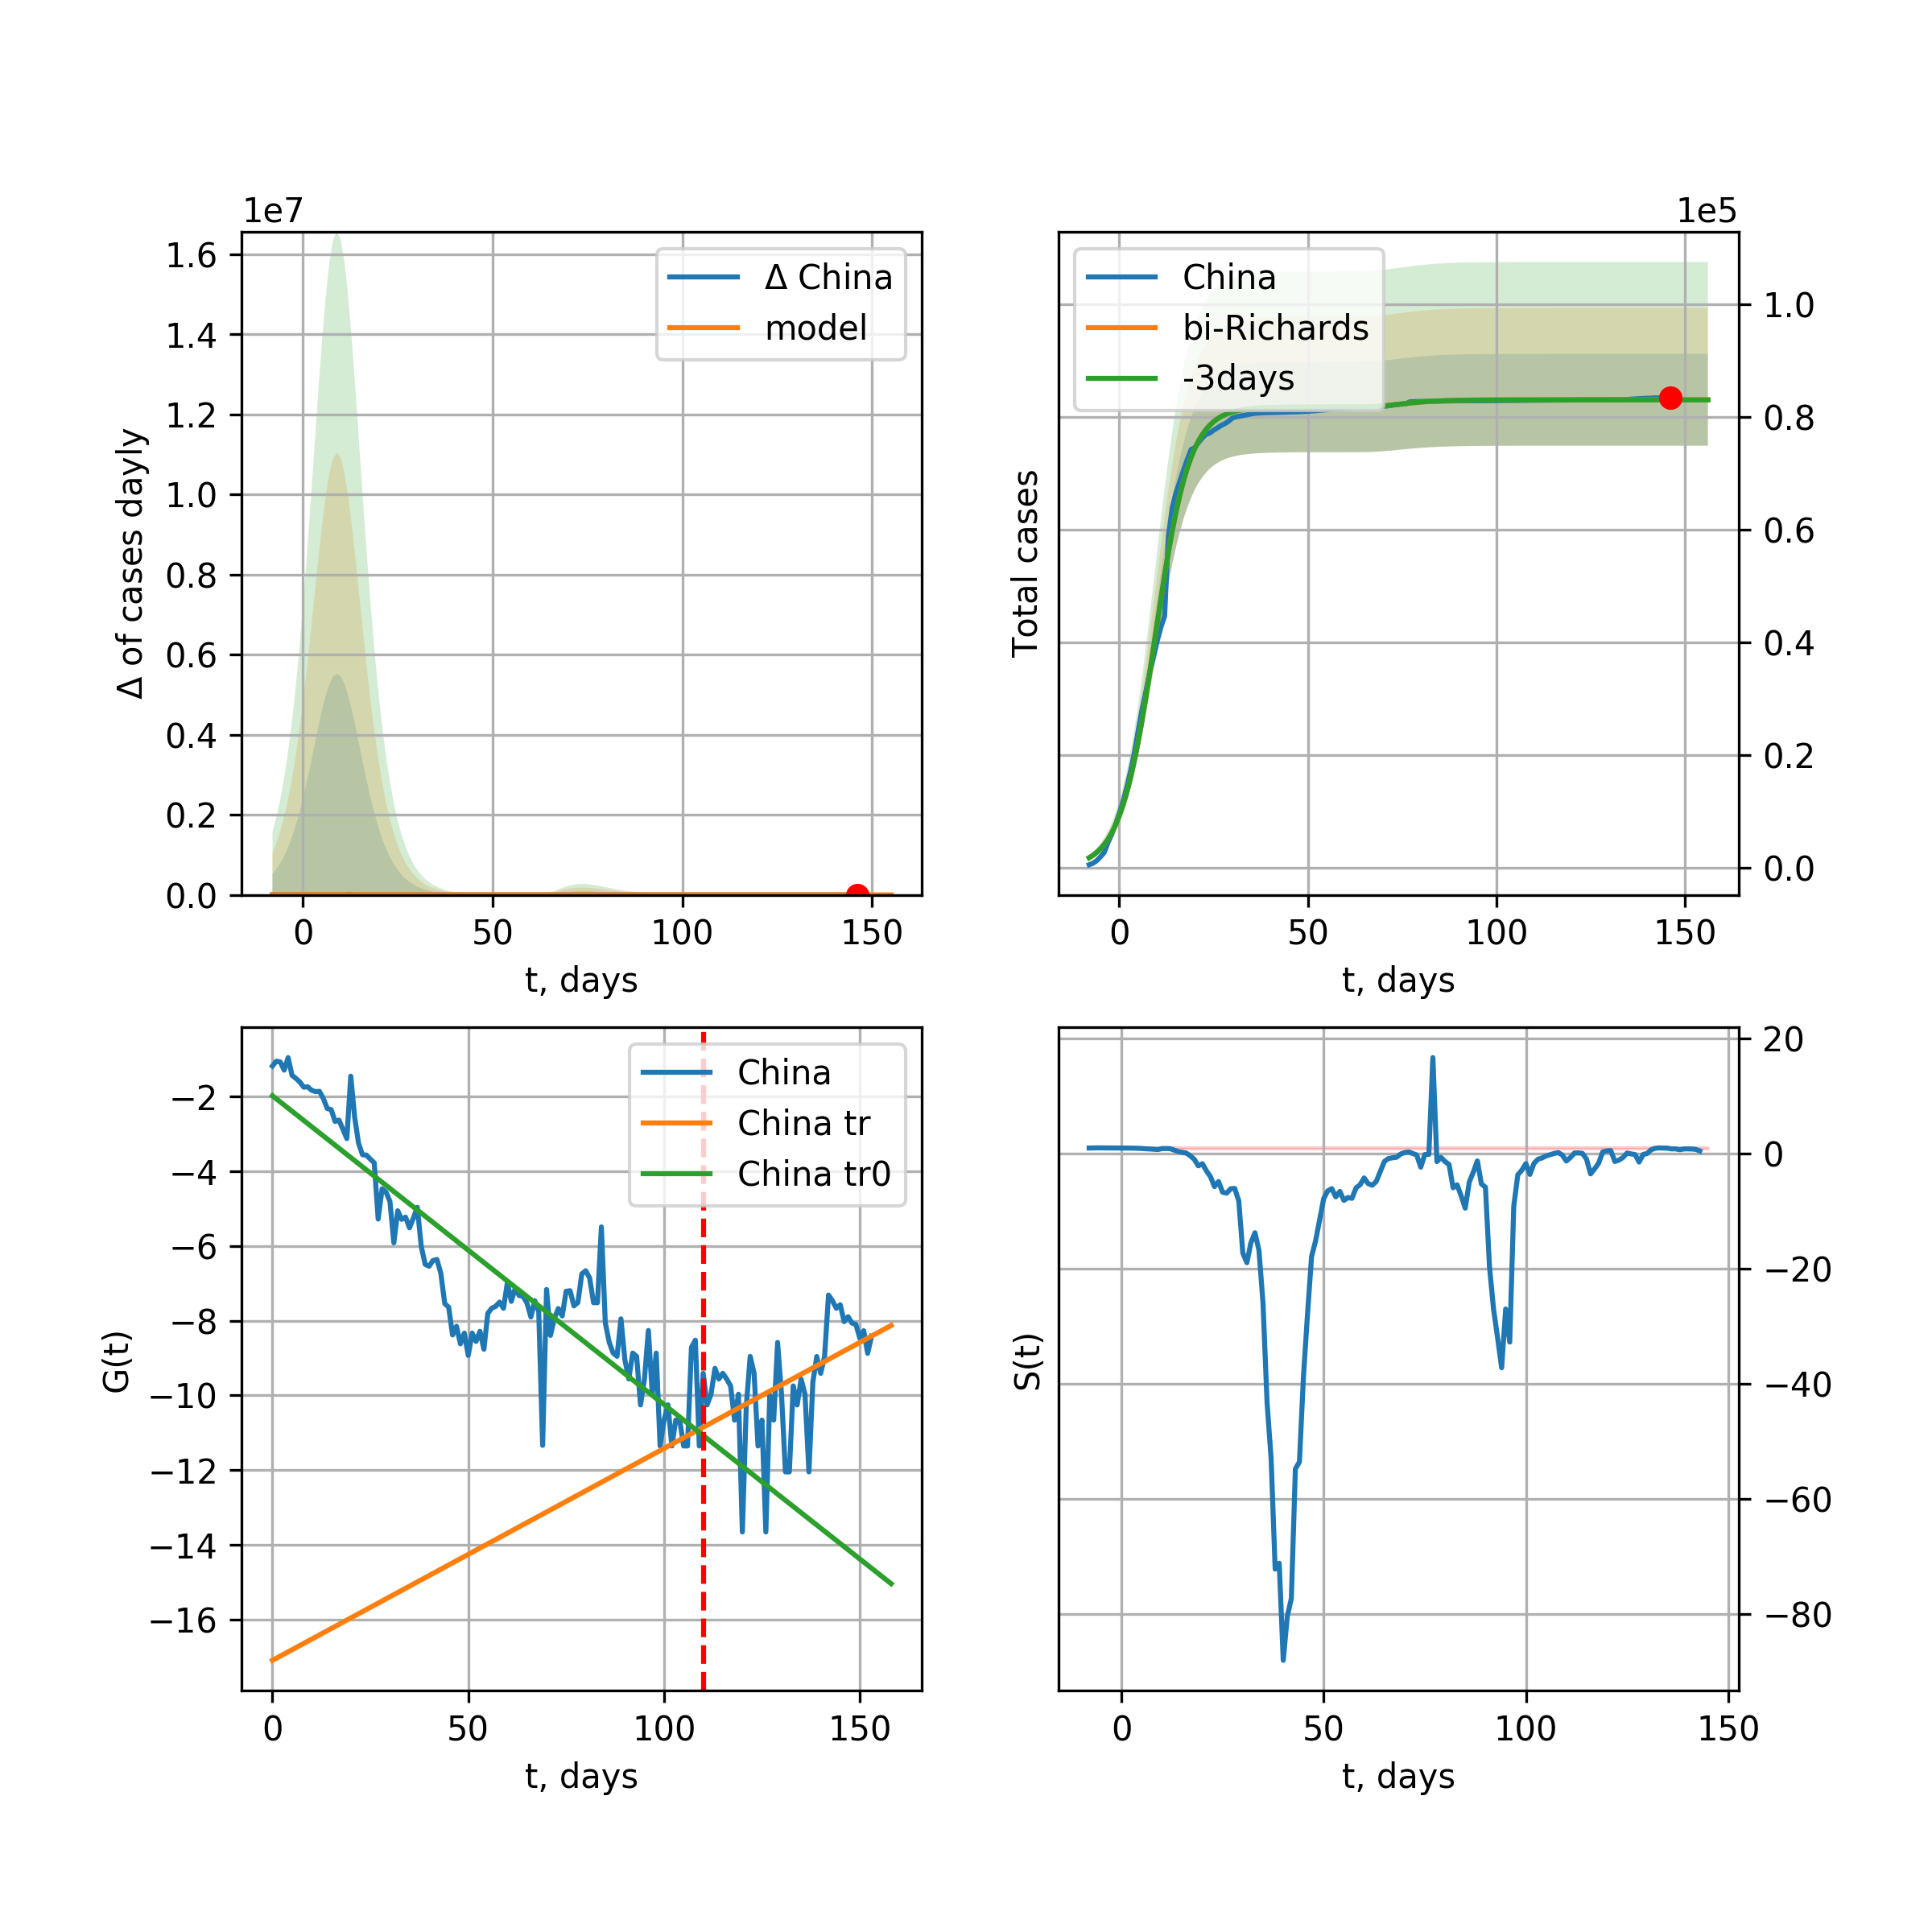 1e7
1.6
1.4
1.2
1.0
0.8
0.6
0.4
0.2
0.0
Δ of cases dayly
Δ China
model
0 50 100 150
t, days
1e5
China
bi-Richards
-3days
Total cases
1.0
0.8
0.6
0.4
0.2
0.0
0 50 100 150
t, days
−2
−4
−6
−8
−10
−12
−14
−16
G(t)
China
China tr
China tr0
0 50 100 150
t, days
S(t)
20
0
−20
−40
−60
−80
0 50 100 150
t, days